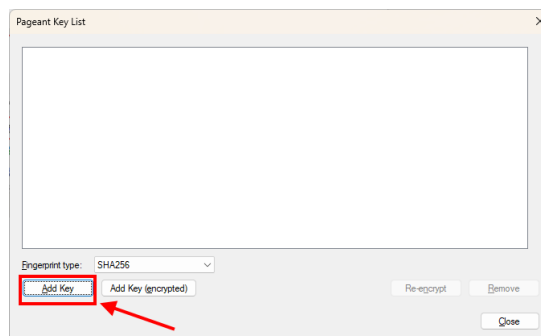 Pageant Key List
Fingerprint type: SHA256
Add Key Add Key (encrypted) Re-encrypt Remove
Close